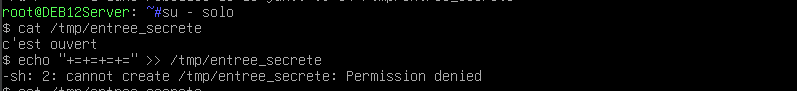 root@DEB12Server: ~#su - solo
$ cat /tmp/entree_secrete
c'est ouvert
$ echo "+=+=+=+=" >> /tmp/entree_secrete
-sh: 2: cannot create /tmp/entree_secrete: Permission denied